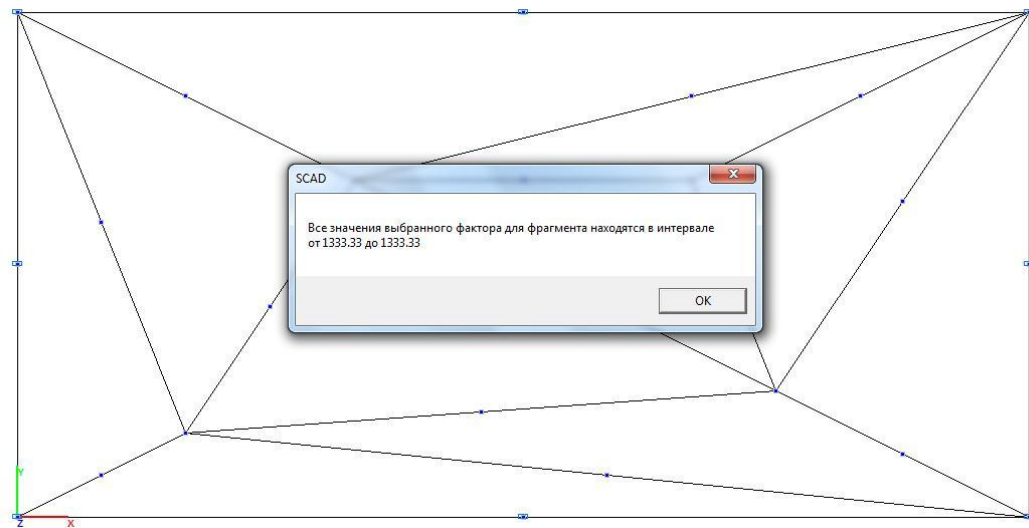 SCAD
Все значения выбранного фактора для фрагмента находятся в интервале
от 1333.33 до 1333.33
OK
Y
Z
X